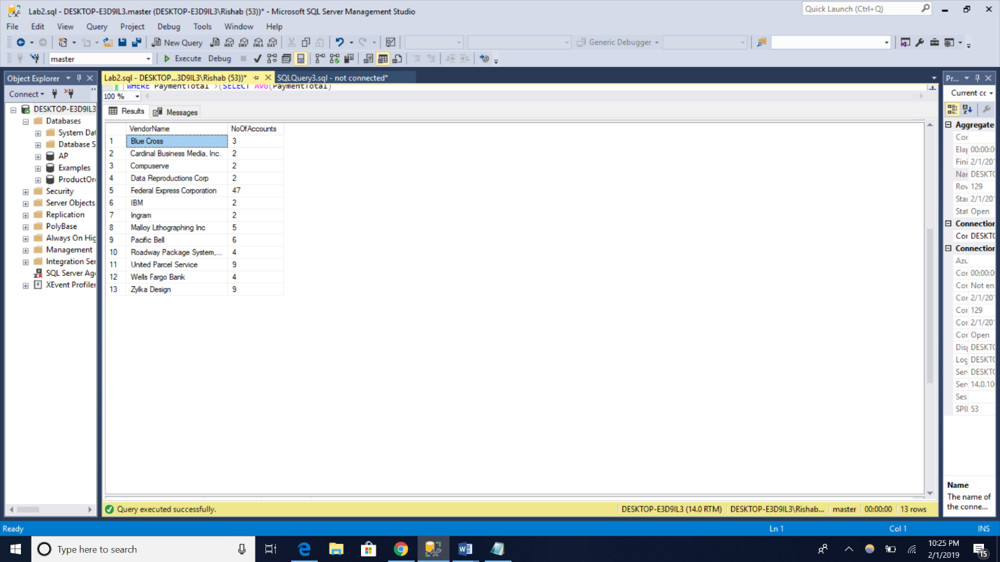 Lab2.sql - DESKTOP-E3D9IL3.master (DESKTOP-E3D9IL3\Rishab (53))* - Microsoft SQL Server Management Studio
Quick Launch (Ctrl+Q)
File Edit View Query Project Debug Tools Window Help
New Query
Generic Debugger
master
Execute Debug
Object Explorer
Lab2.sql - DESKTOP...3D9IL3\Rishab (53))*
SQLQuery3.sql - not connected*
Connect
DESKTOP-E3D9IL3
Databases
System Dat
Database S
AP
Examples
ProductOr
Security
Server Objects
Replication
PolyBase
Always On Hig
Management
Integration Ser
SQL Server Age
XEvent Profiler
WHERE PaymentTotal >(SELECT AVG(PaymentTotal)
100 %
Results Messages
VendorName NoOfAccounts
1 Blue Cross 3
2 Cardinal Business Media, Inc. 2
3 Compuserve 2
4 Data Reproductions Corp 2
5 Federal Express Corporation 47
6 IBM 2
7 Ingram 2
8 Malloy Lithographing Inc 5
9 Pacific Bell 6
10 Roadway Package System,... 4
11 United Parcel Service 9
12 Wells Fargo Bank 4
13 Zylka Design 9
Query executed successfully.
DESKTOP-E3D9IL3 (14.0 RTM) DESKTOP-E3D9IL3\Rishab... master 00:00:00 13 rows
Pr...
Current cc
Aggregate
Cor
Elap 00:00:0
Fini 2/1/20
Nar DESKTC
Rov 129
Star 2/1/20
Stat Open
Connection
Cor DESKTC
Connection
Azu
Cor 00:00:0
Cor Not en
Cor 2/1/20
Cor 129
Cor 2/1/20
Cor Open
Disp DESKTC
Log DESKTC
Ser DESKTC
Ser 14.0.10
Ses
SPII 53
Name
The name of
the conne...
Ready
Ln 1
Col 1
INS
Type here to search
10:25 PM
2/1/2019
15